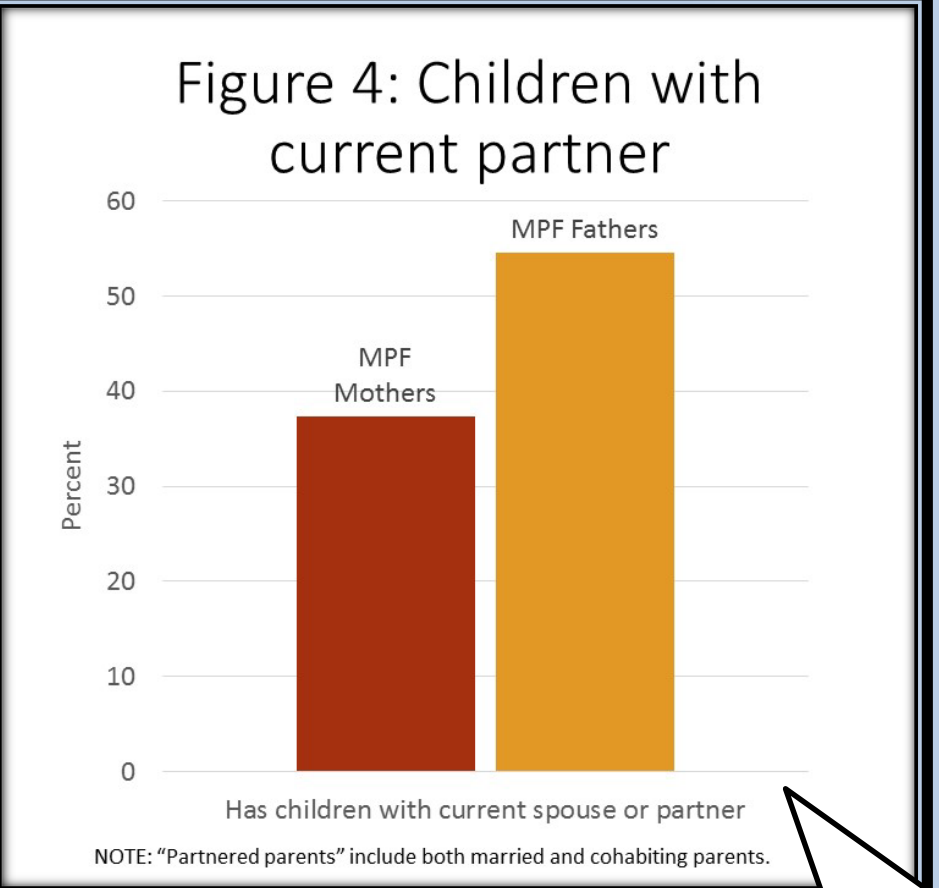 Figure 4: Children with
current partner
60
MPF Fathers
50
MPF
40
Mothers
Percent
30
20
10
0
Has children with current spouse or partner
NOTE: “Partnered parents” include both married and cohabiting parents.